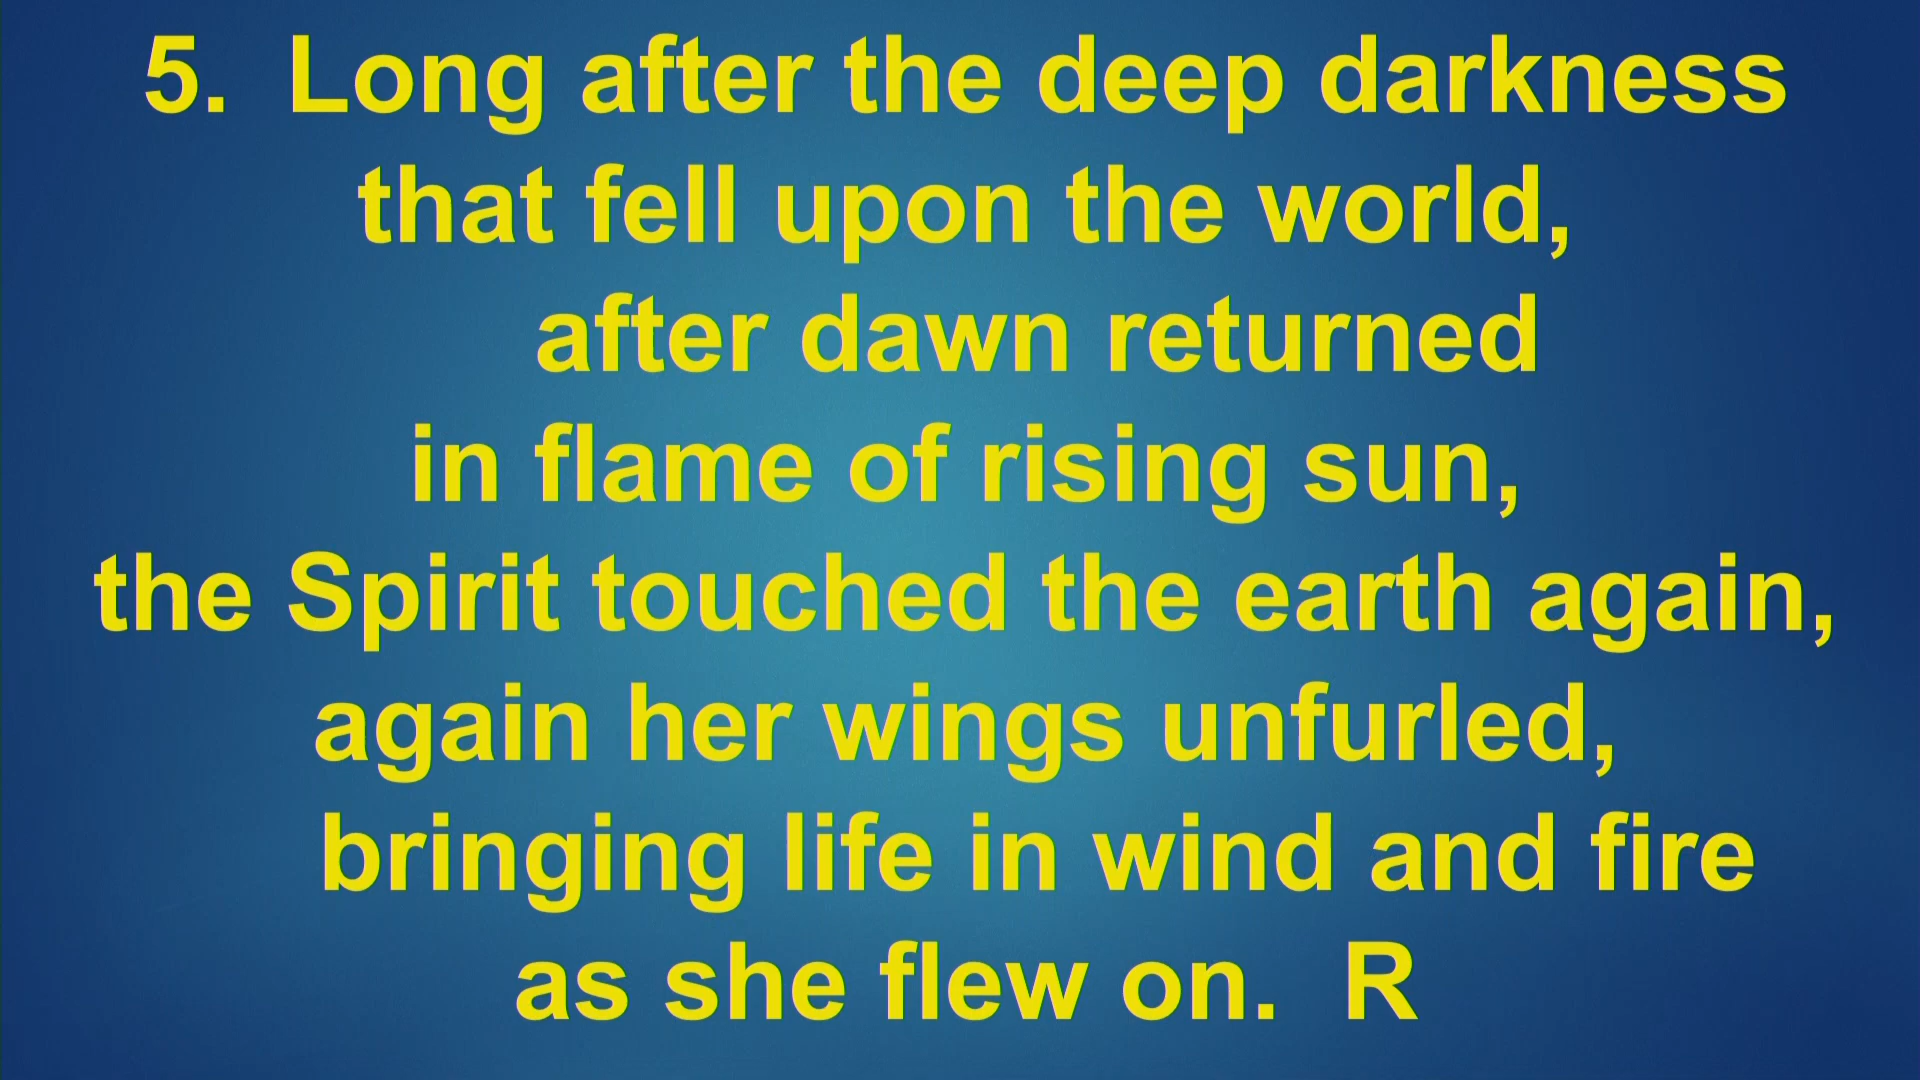 5. Long after the deep darkness
that fell upon the world,
after dawn returned
in flame of rising sun,
the Spirit touched the earth again,
again her wings unfurled,
bringing life in wind and fire
as she flew on. R